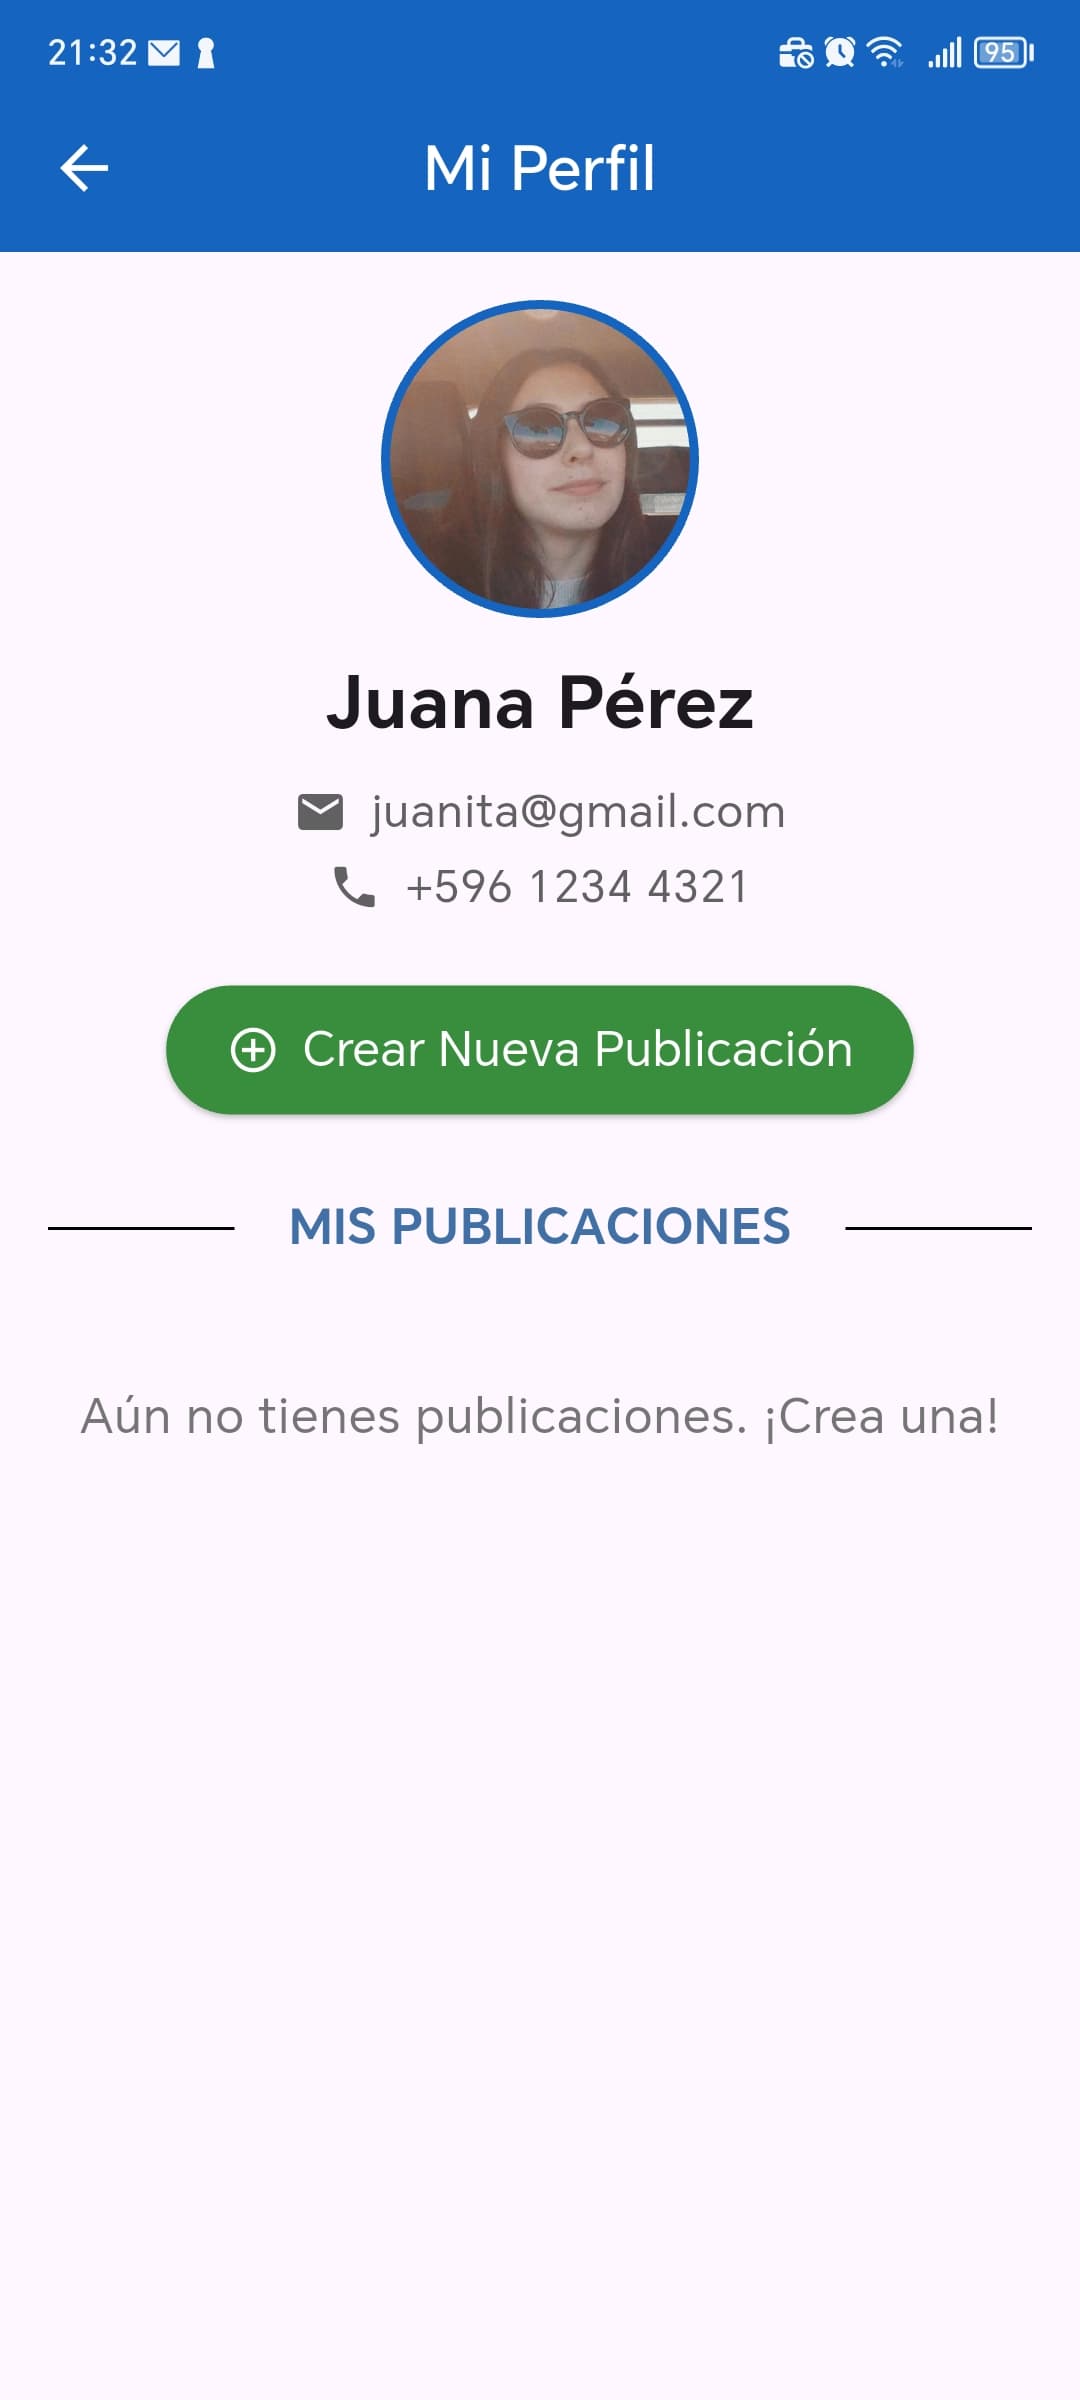 21:32
95
Mi Perfil
Juana Pérez
juanita@gmail.com
+596 1234 4321
Crear Nueva Publicación
MIS PUBLICACIONES
Aún no tienes publicaciones. ¡Crea una!